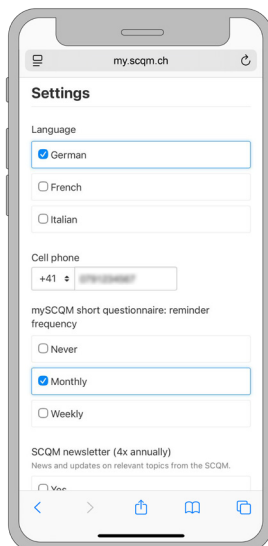 my.scqm.ch
Settings
Language
German
French
Italian
Cell phone
+41
mySCQM short questionnaire: reminder
frequency
Never
Monthly
Weekly
SCQM newsletter (4x annually)
News and updates on relevant topics from the SCQM.
Yes